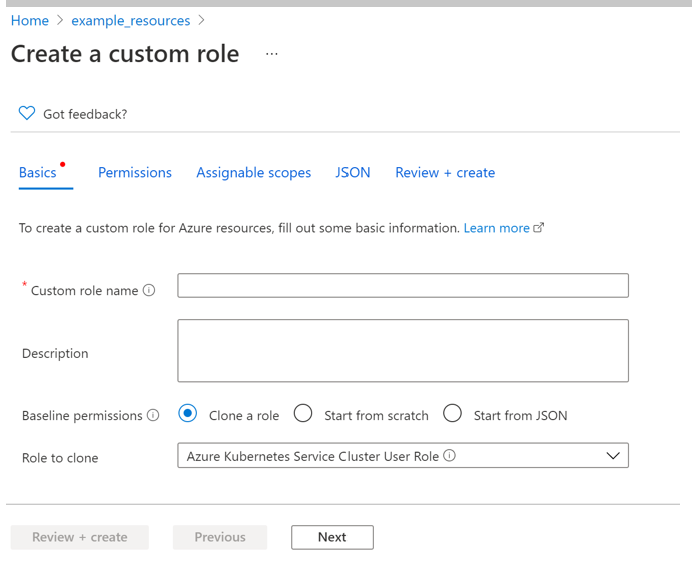 Home > example_resources >
Create a custom role ...
Got feedback?
Basics Permissions Assignable scopes JSON Review + create
To create a custom role for Azure resources, fill out some basic information. Learn more
* Custom role name
Description
Baseline permissions Clone a role Start from scratch Start from JSON
Role to clone Azure Kubernetes Service Cluster User Role
Review + create Previous Next